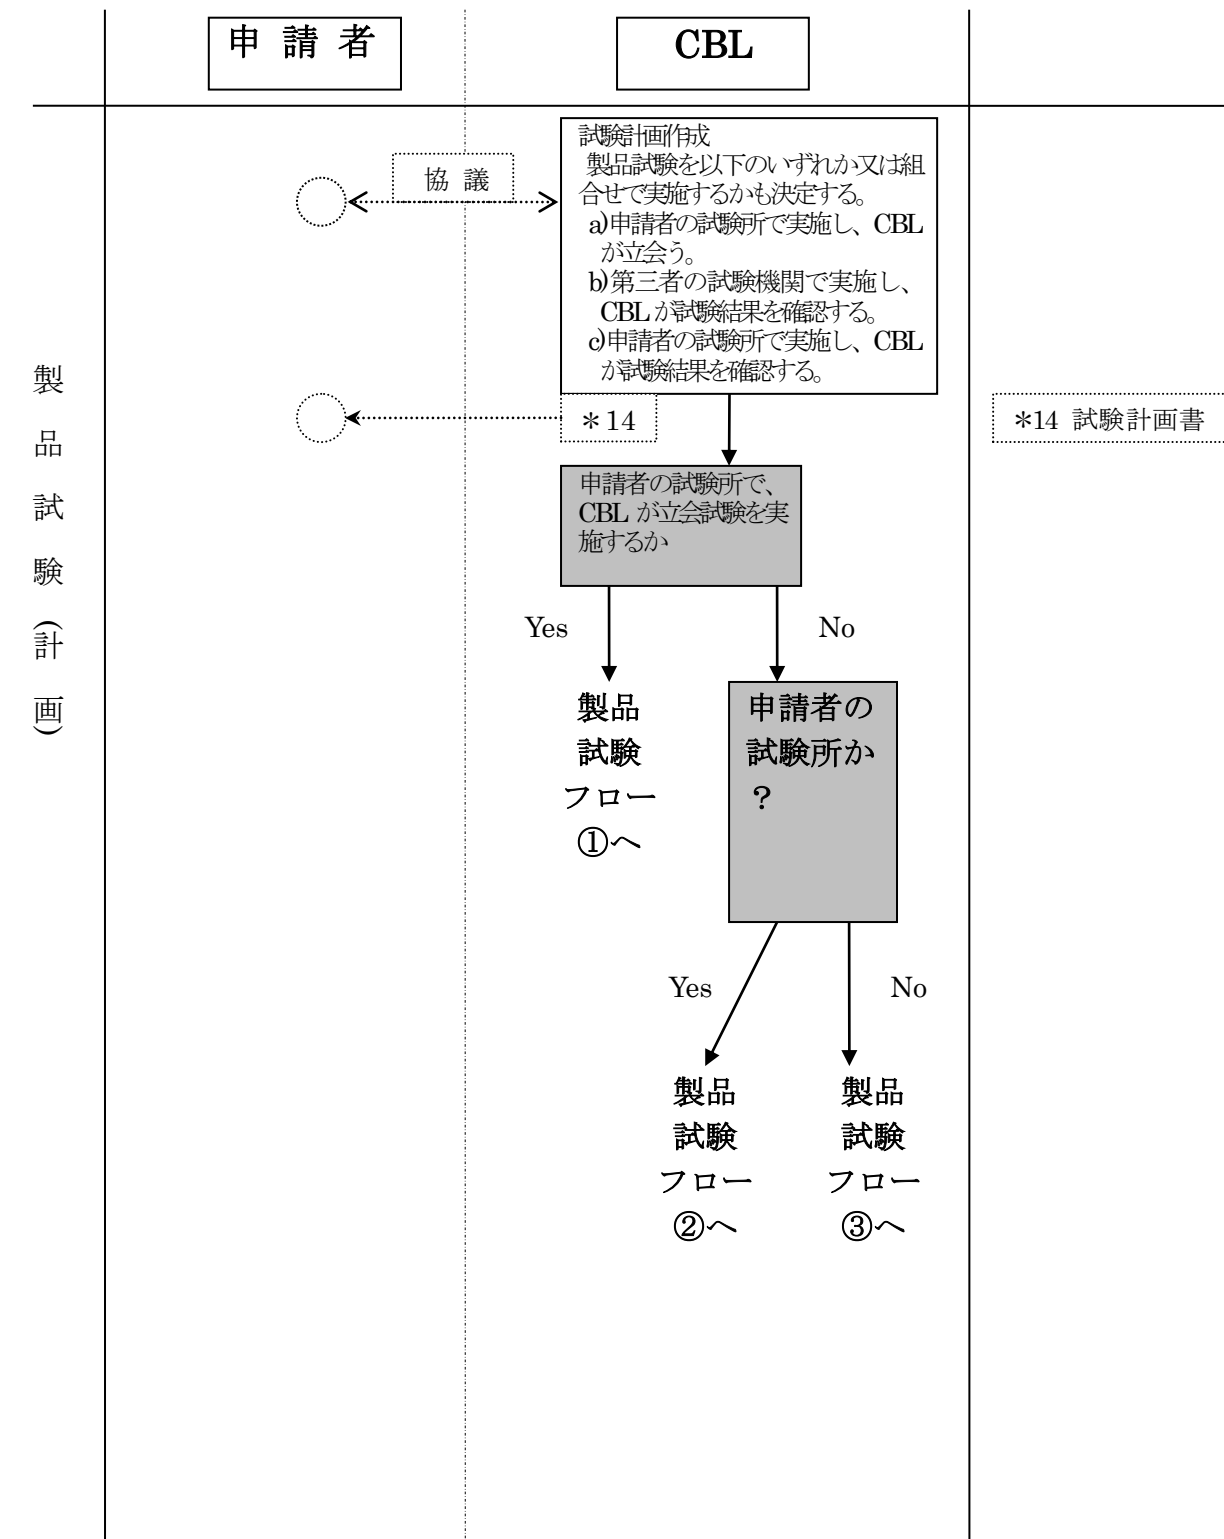 申 請 者
CBL
製品試験(計画)
協 議
試験計画作成
製品試験を以下のいずれか又は組
合せで実施するかも決定する。
a)申請者の試験所で実施し、CBL
が立会う。
b)第三者の試験機関で実施し、
CBL が試験結果を確認する。
c)申請者の試験所で実施し、CBL
が試験結果を確認する。
*14
*14 試験計画書
申請者の試験所で、
CBL が立会試験を実
施するか
Yes
No
製品
試験
フロー
①へ
申請者の
試験所か
?
Yes
No
製品
試験
フロー
②へ
製品
試験
フロー
③へ